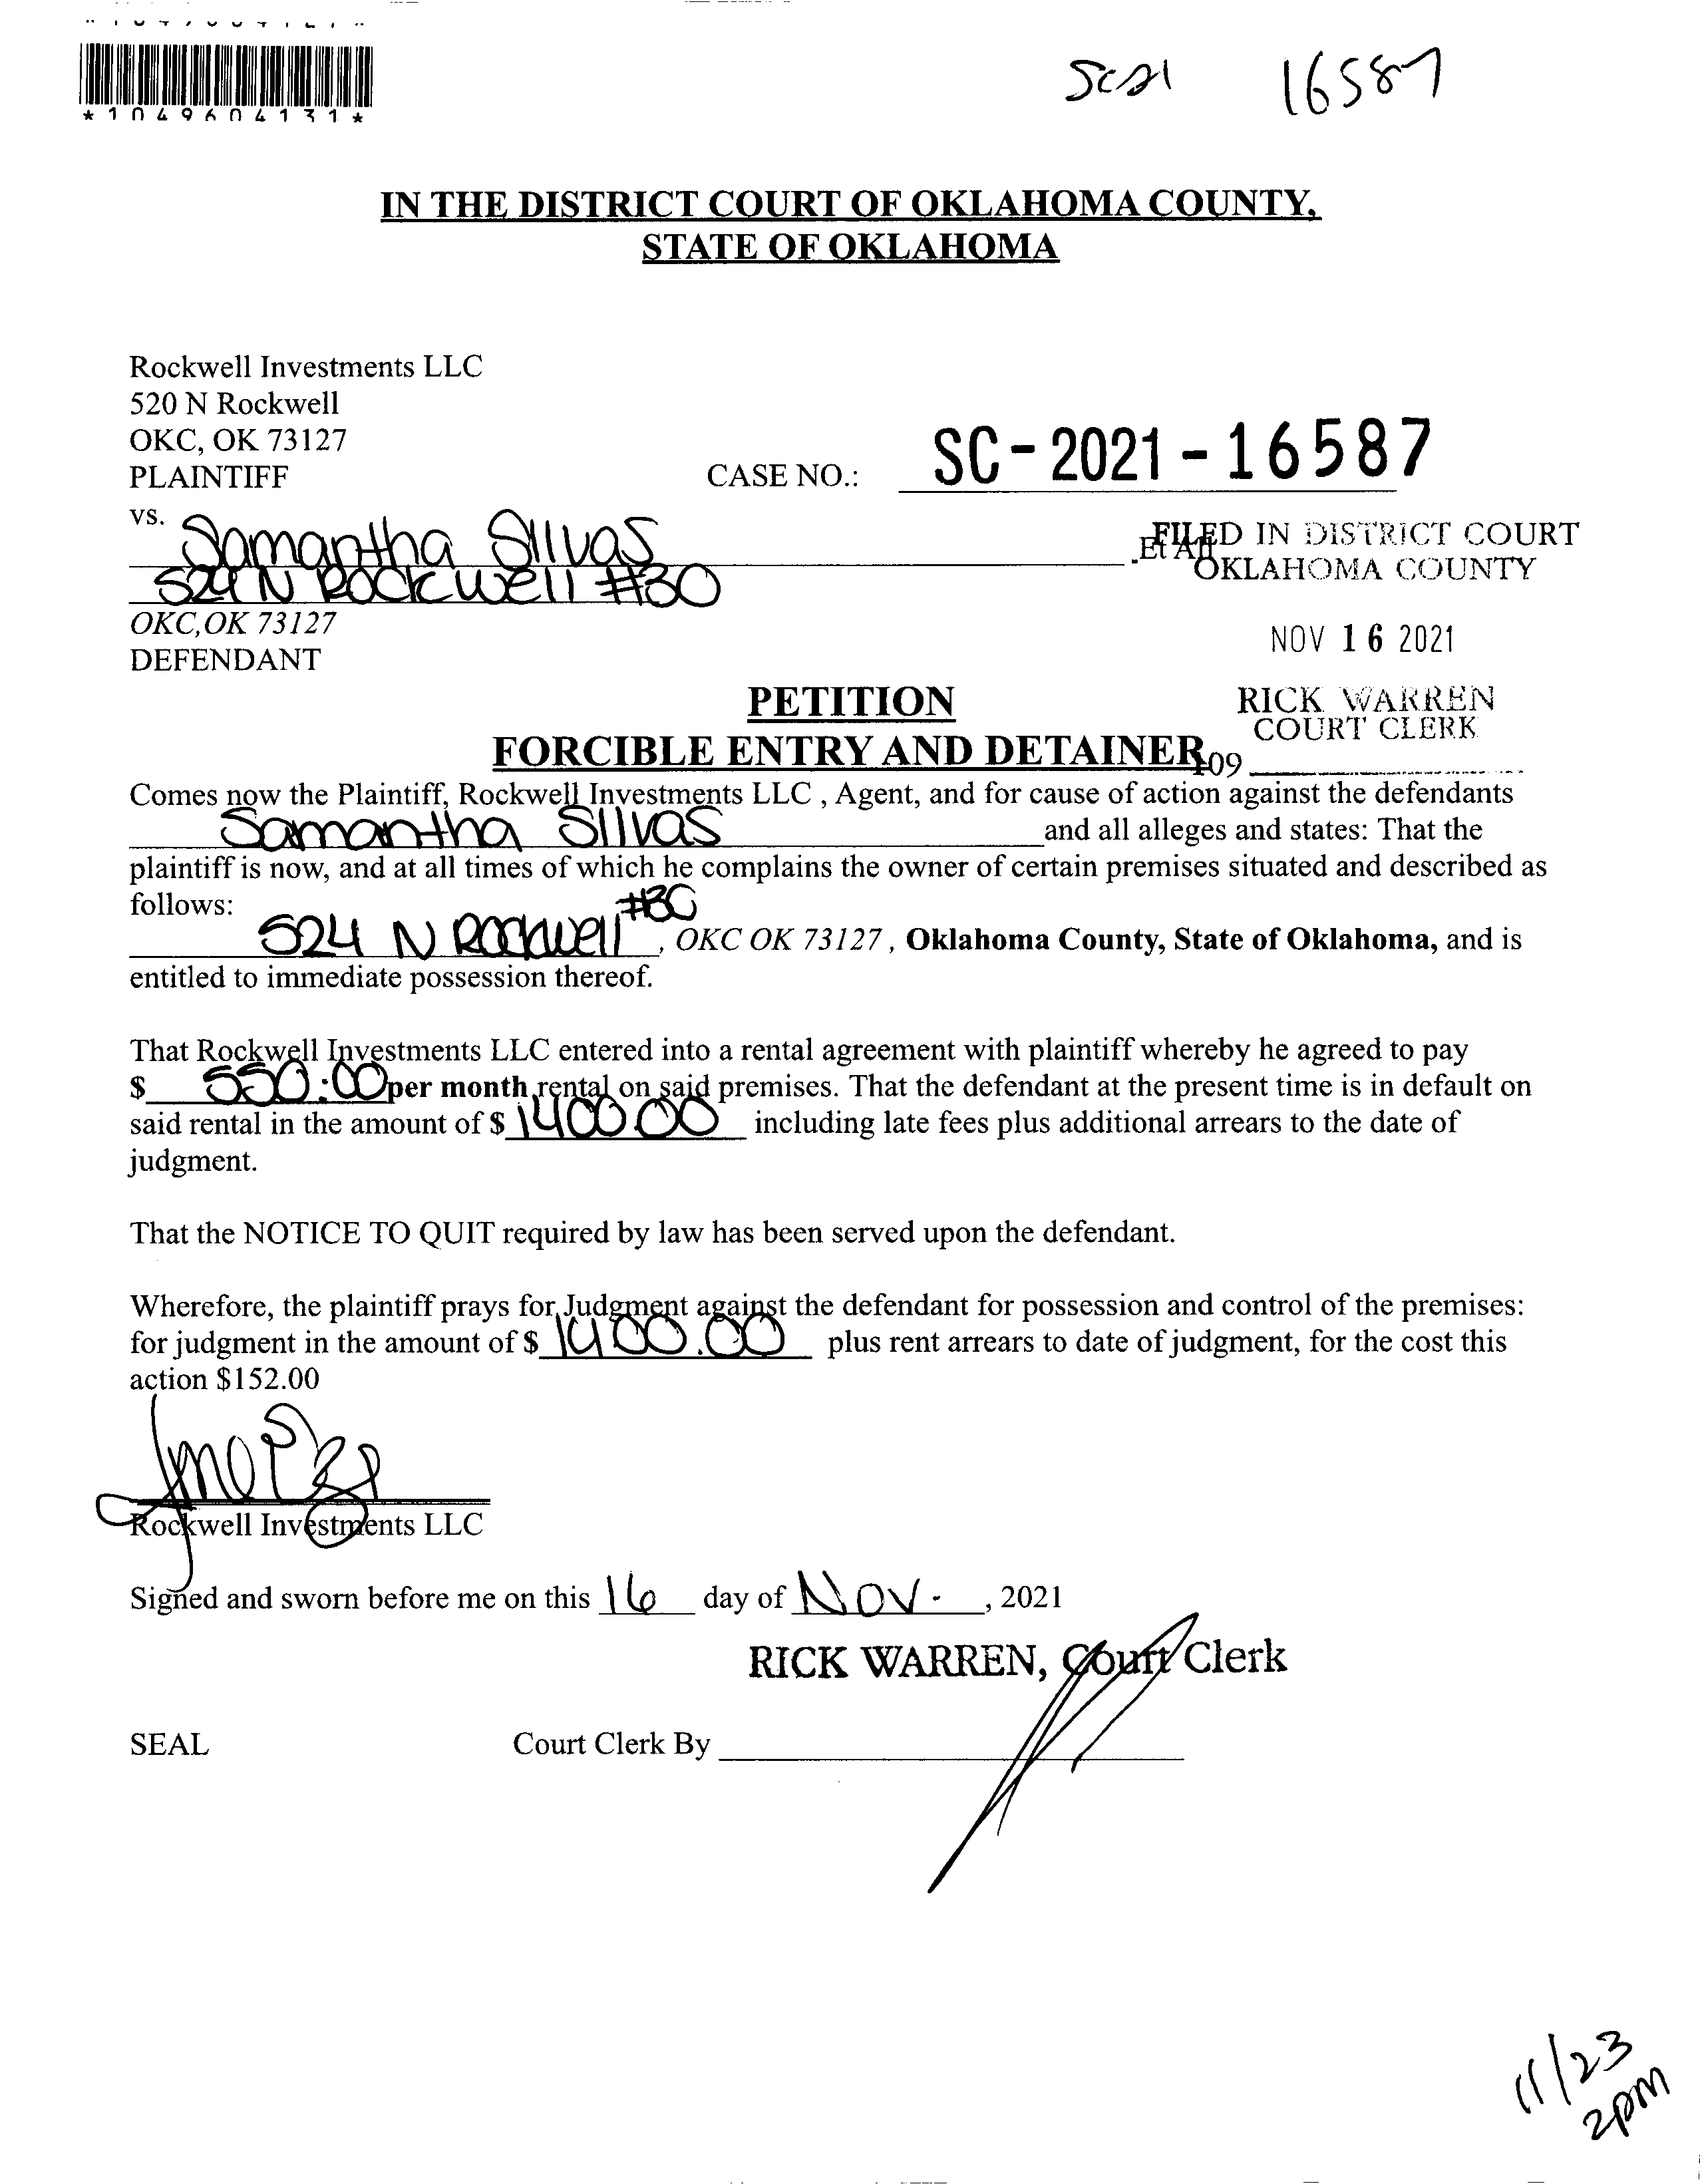 *1049604131*
SC21 16587
IN THE DISTRICT COURT OF OKLAHOMA COUNTY,
STATE OF OKLAHOMA
Rockwell Investments LLC
520 N Rockwell
OKC, OK 73127
PLAINTIFF
CASE NO.: SC-2021-16587
vs.
Samantha Silvas .Et All
524 N Rockwell #30
OKC,OK 73127
DEFENDANT
FILED IN DISTRICT COURT
OKLAHOMA COUNTY
NOV 16 2021
RICK WARREN
COURT CLERK
109
PETITION
FORCIBLE ENTRY AND DETAINER
Comes now the Plaintiff, Rockwell Investments LLC , Agent, and for cause of action against the defendants
Samantha Silvas and all alleges and states: That the
plaintiff is now, and at all times of which he complains the owner of certain premises situated and described as
follows:
524 N Rockwell #30, OKC OK 73127, Oklahoma County, State of Oklahoma, and is
entitled to immediate possession thereof.
That Rockwell Investments LLC entered into a rental agreement with plaintiff whereby he agreed to pay
$ 550.00 per month rental on said premises. That the defendant at the present time is in default on
said rental in the amount of $ 1400.00 including late fees plus additional arrears to the date of
judgment.
That the NOTICE TO QUIT required by law has been served upon the defendant.
Wherefore, the plaintiff prays for Judgment against the defendant for possession and control of the premises:
for judgment in the amount of $ 1400.00 plus rent arrears to date of judgment, for the cost this
action $152.00
Rockwell Investments LLC
Signed and sworn before me on this 16 day of Nov. , 2021
RICK WARREN, Court Clerk
SEAL Court Clerk By
11/23
2pm